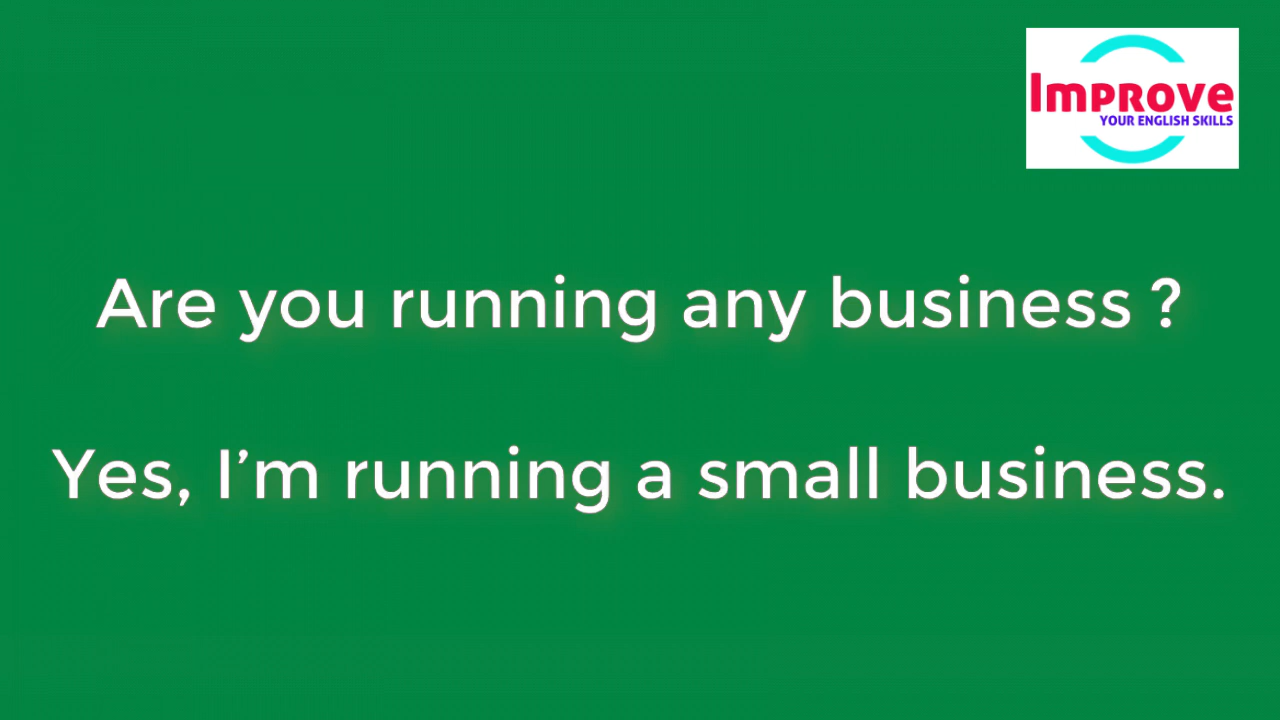 Improve
YOUR ENGLISH SKILLS
Are you running any business ?
Yes, I’m running a small business.